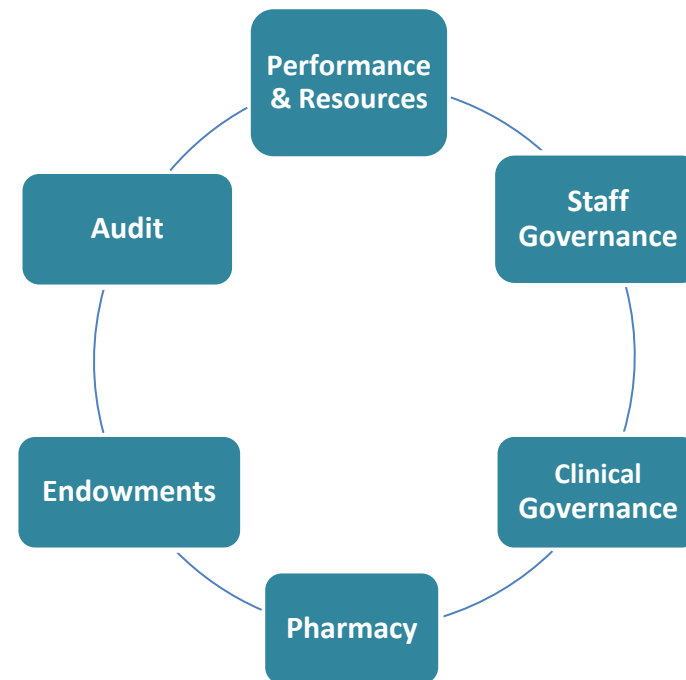 Performance
& Resources
Staff
Governance
Clinical
Governance
Pharmacy
Endowments
Audit